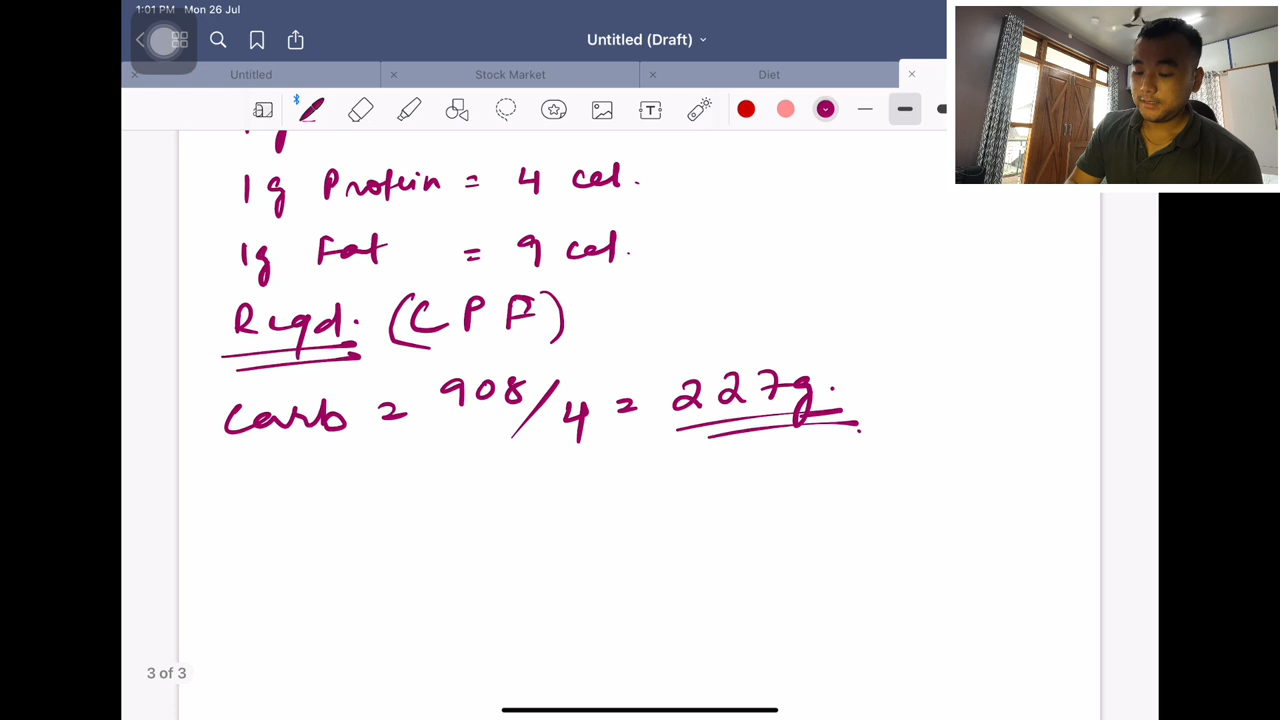 1:01 PM Mon 26 Jul
Untitled (Draft)
Untitled Stock Market Diet
1g Protein = 4 cal.
1g Fat = 9 cal.
Reqd. (C P F)
Carb = 908/4 = 227g.
3 of 3